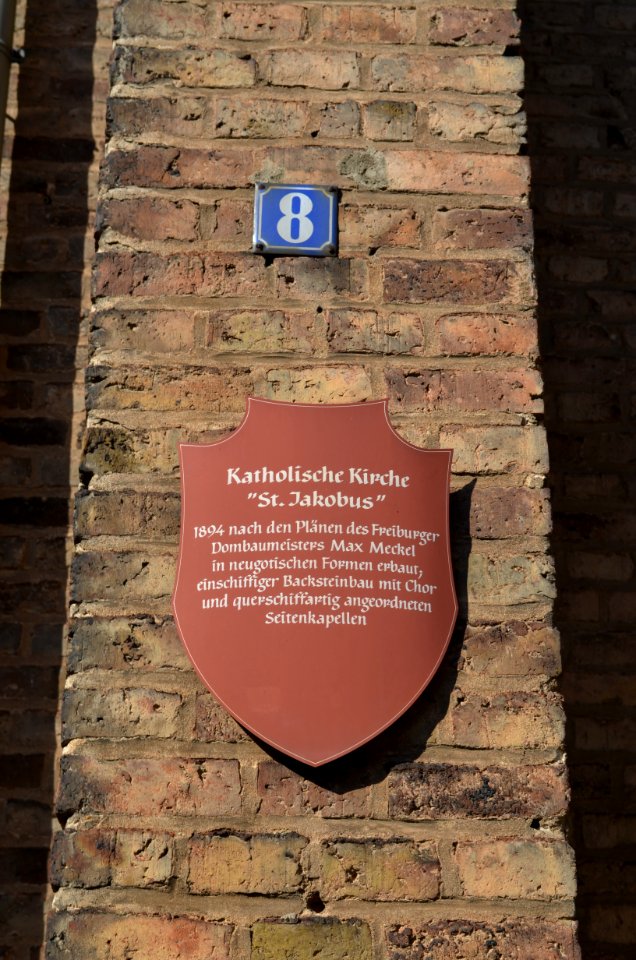 8
Katholische Kirche
"St. Jakobus"
1894 nach den Plänen des Freiburger
Dombaumeisters Max Meckel
in neugotischen Formen erbaut,
einschiffiger Backsteinbau mit Chor
und querschiffartig angeordneten
Seitenkapellen